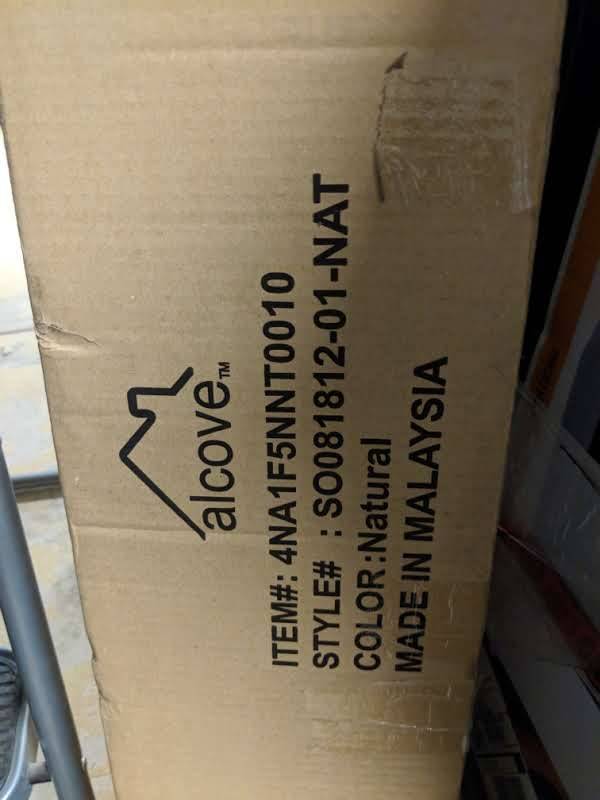 alcove™
ITEM#: 4NA1F5NNT0010
STYLE# : SO081812-01-NAT
COLOR:Natural
MADE IN MALAYSIA